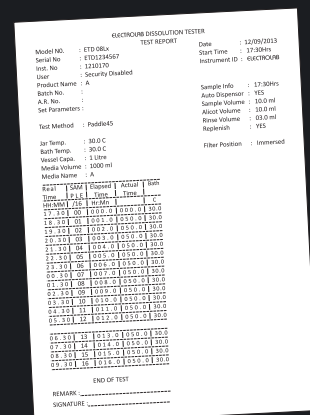 ELECTROLAB DISSOLUTION TESTER
TEST REPORT
Model N0. : ETD 08Lx Date : 12/09/2013
Serial No : ETD1234567 Start Time : 17:30Hrs
Inst. No : 1210170 Instrument ID : ELECTROLAB
User : Security Disabled
Product Name : A
Batch No. :
A.R. No. :
Set Parameters :
Sample Info : 17:30Hrs
Auto Dispensor : YES
Sample Volume : 10.0 ml
Alicot Volume : 10.0 ml
Rinse Volume : 03.0 ml
Replenish : YES
Test Method : Paddle45
Filter Position : Immersed
Jar Temp. : 30.0 C
Bath Temp. : 30.0 C
Vessel Capa. : 1 Litre
Media Volume : 1000 ml
Media Name : A
Real Time | SAM PLE | Elapsed Time | Actual Time | Bath
HH:MM | /16 | Hr:Mn | | C
17.30 | 00 | 000.0 | 000.0 | 30.0
18.30 | 01 | 001.0 | 050.0 | 30.0
19.30 | 02 | 002.0 | 050.0 | 30.0
20.30 | 03 | 003.0 | 050.0 | 30.0
21.30 | 04 | 004.0 | 050.0 | 30.0
22.30 | 05 | 005.0 | 050.0 | 30.0
23.30 | 06 | 006.0 | 050.0 | 30.0
00.30 | 07 | 007.0 | 050.0 | 30.0
01.30 | 08 | 008.0 | 050.0 | 30.0
02.30 | 09 | 009.0 | 050.0 | 30.0
03.30 | 10 | 010.0 | 050.0 | 30.0
04.30 | 11 | 011.0 | 050.0 | 30.0
05.30 | 12 | 012.0 | 050.0 | 30.0
06.30 | 13 | 013.0 | 050.0 | 30.0
07.30 | 14 | 014.0 | 050.0 | 30.0
08.30 | 15 | 015.0 | 050.0 | 30.0
09.30 | 16 | 016.0 | 050.0 | 30.0
END OF TEST
REMARK :
SIGNATURE :